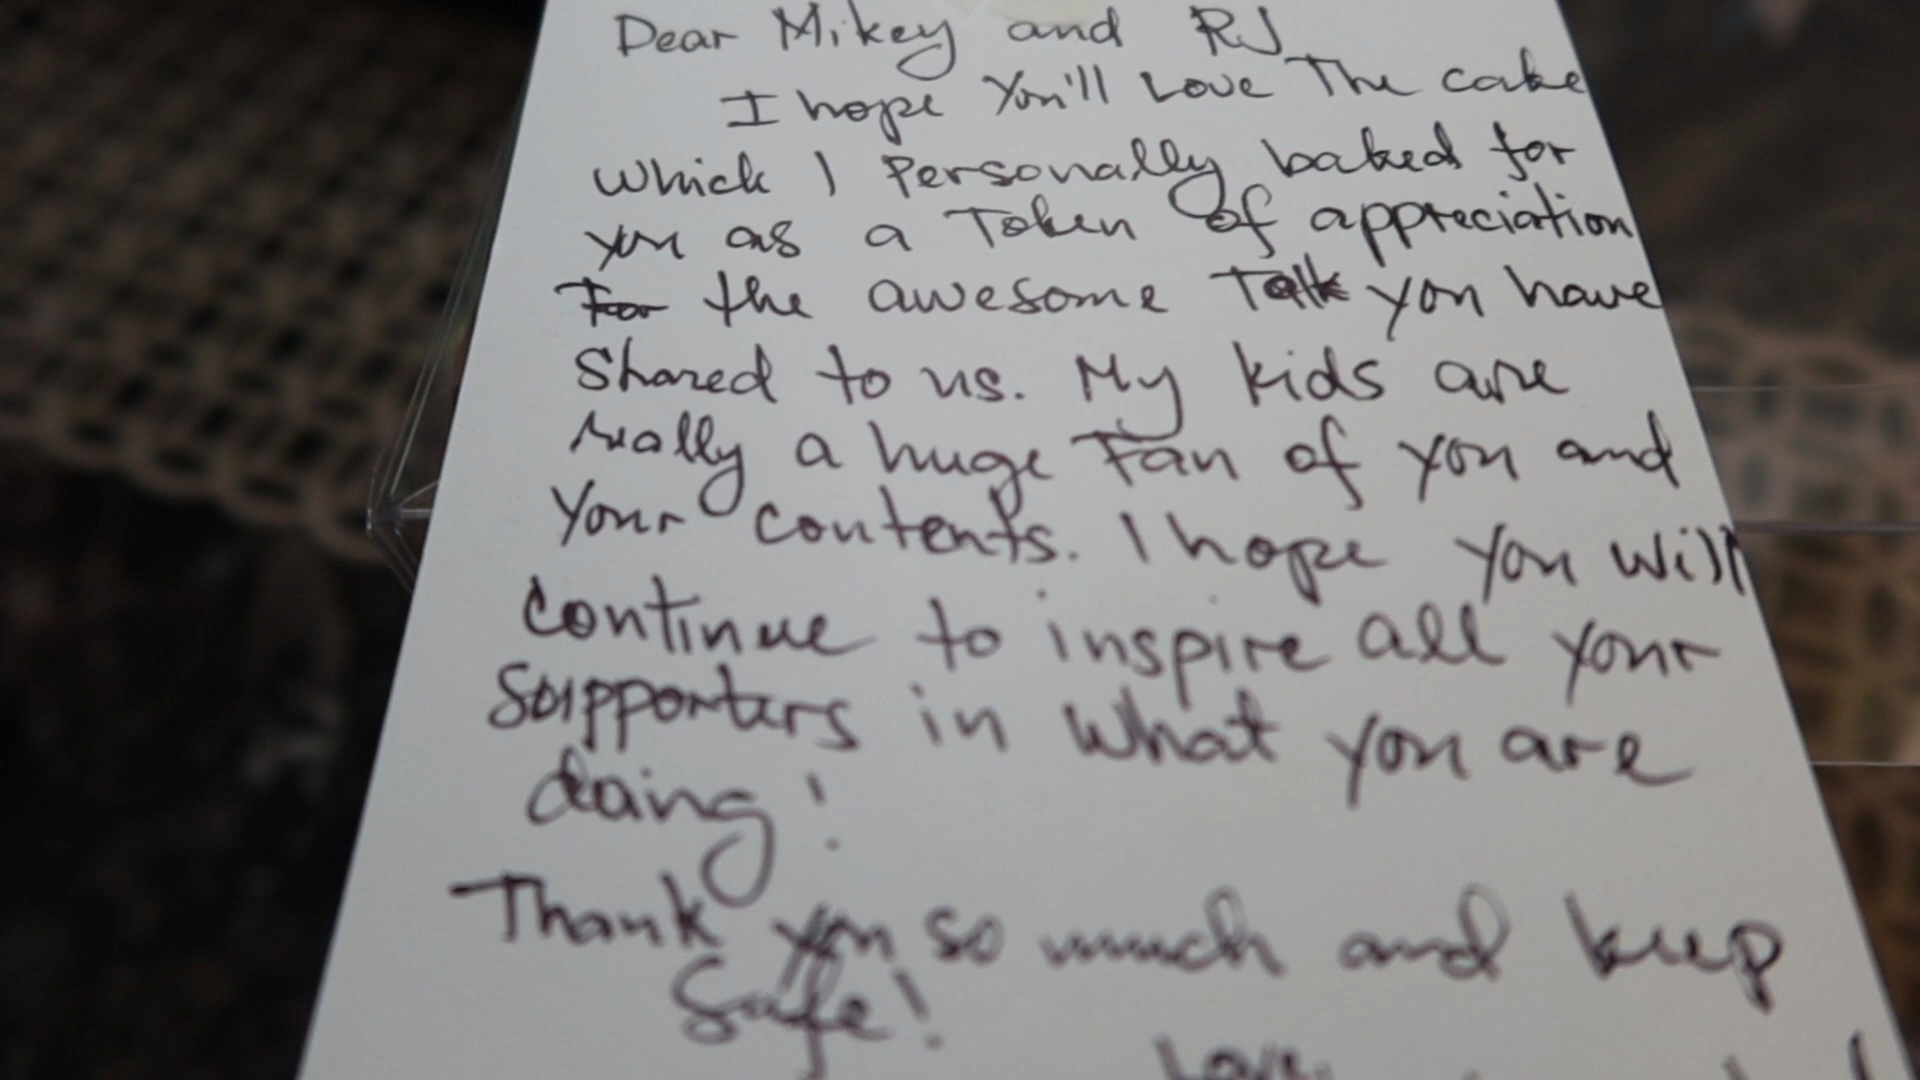 Dear Mikey and RJ
I hope You'll Love The cake
which I Personally baked for
you as a Token of appreciation
For the awesome Talk you have
Shared to us. My kids are
really a huge Fan of you and
Your contents. I hope you will
continue to inspire all your
Supporters in what you are
doing!
Thank you so much and keep
Safe!
Love,